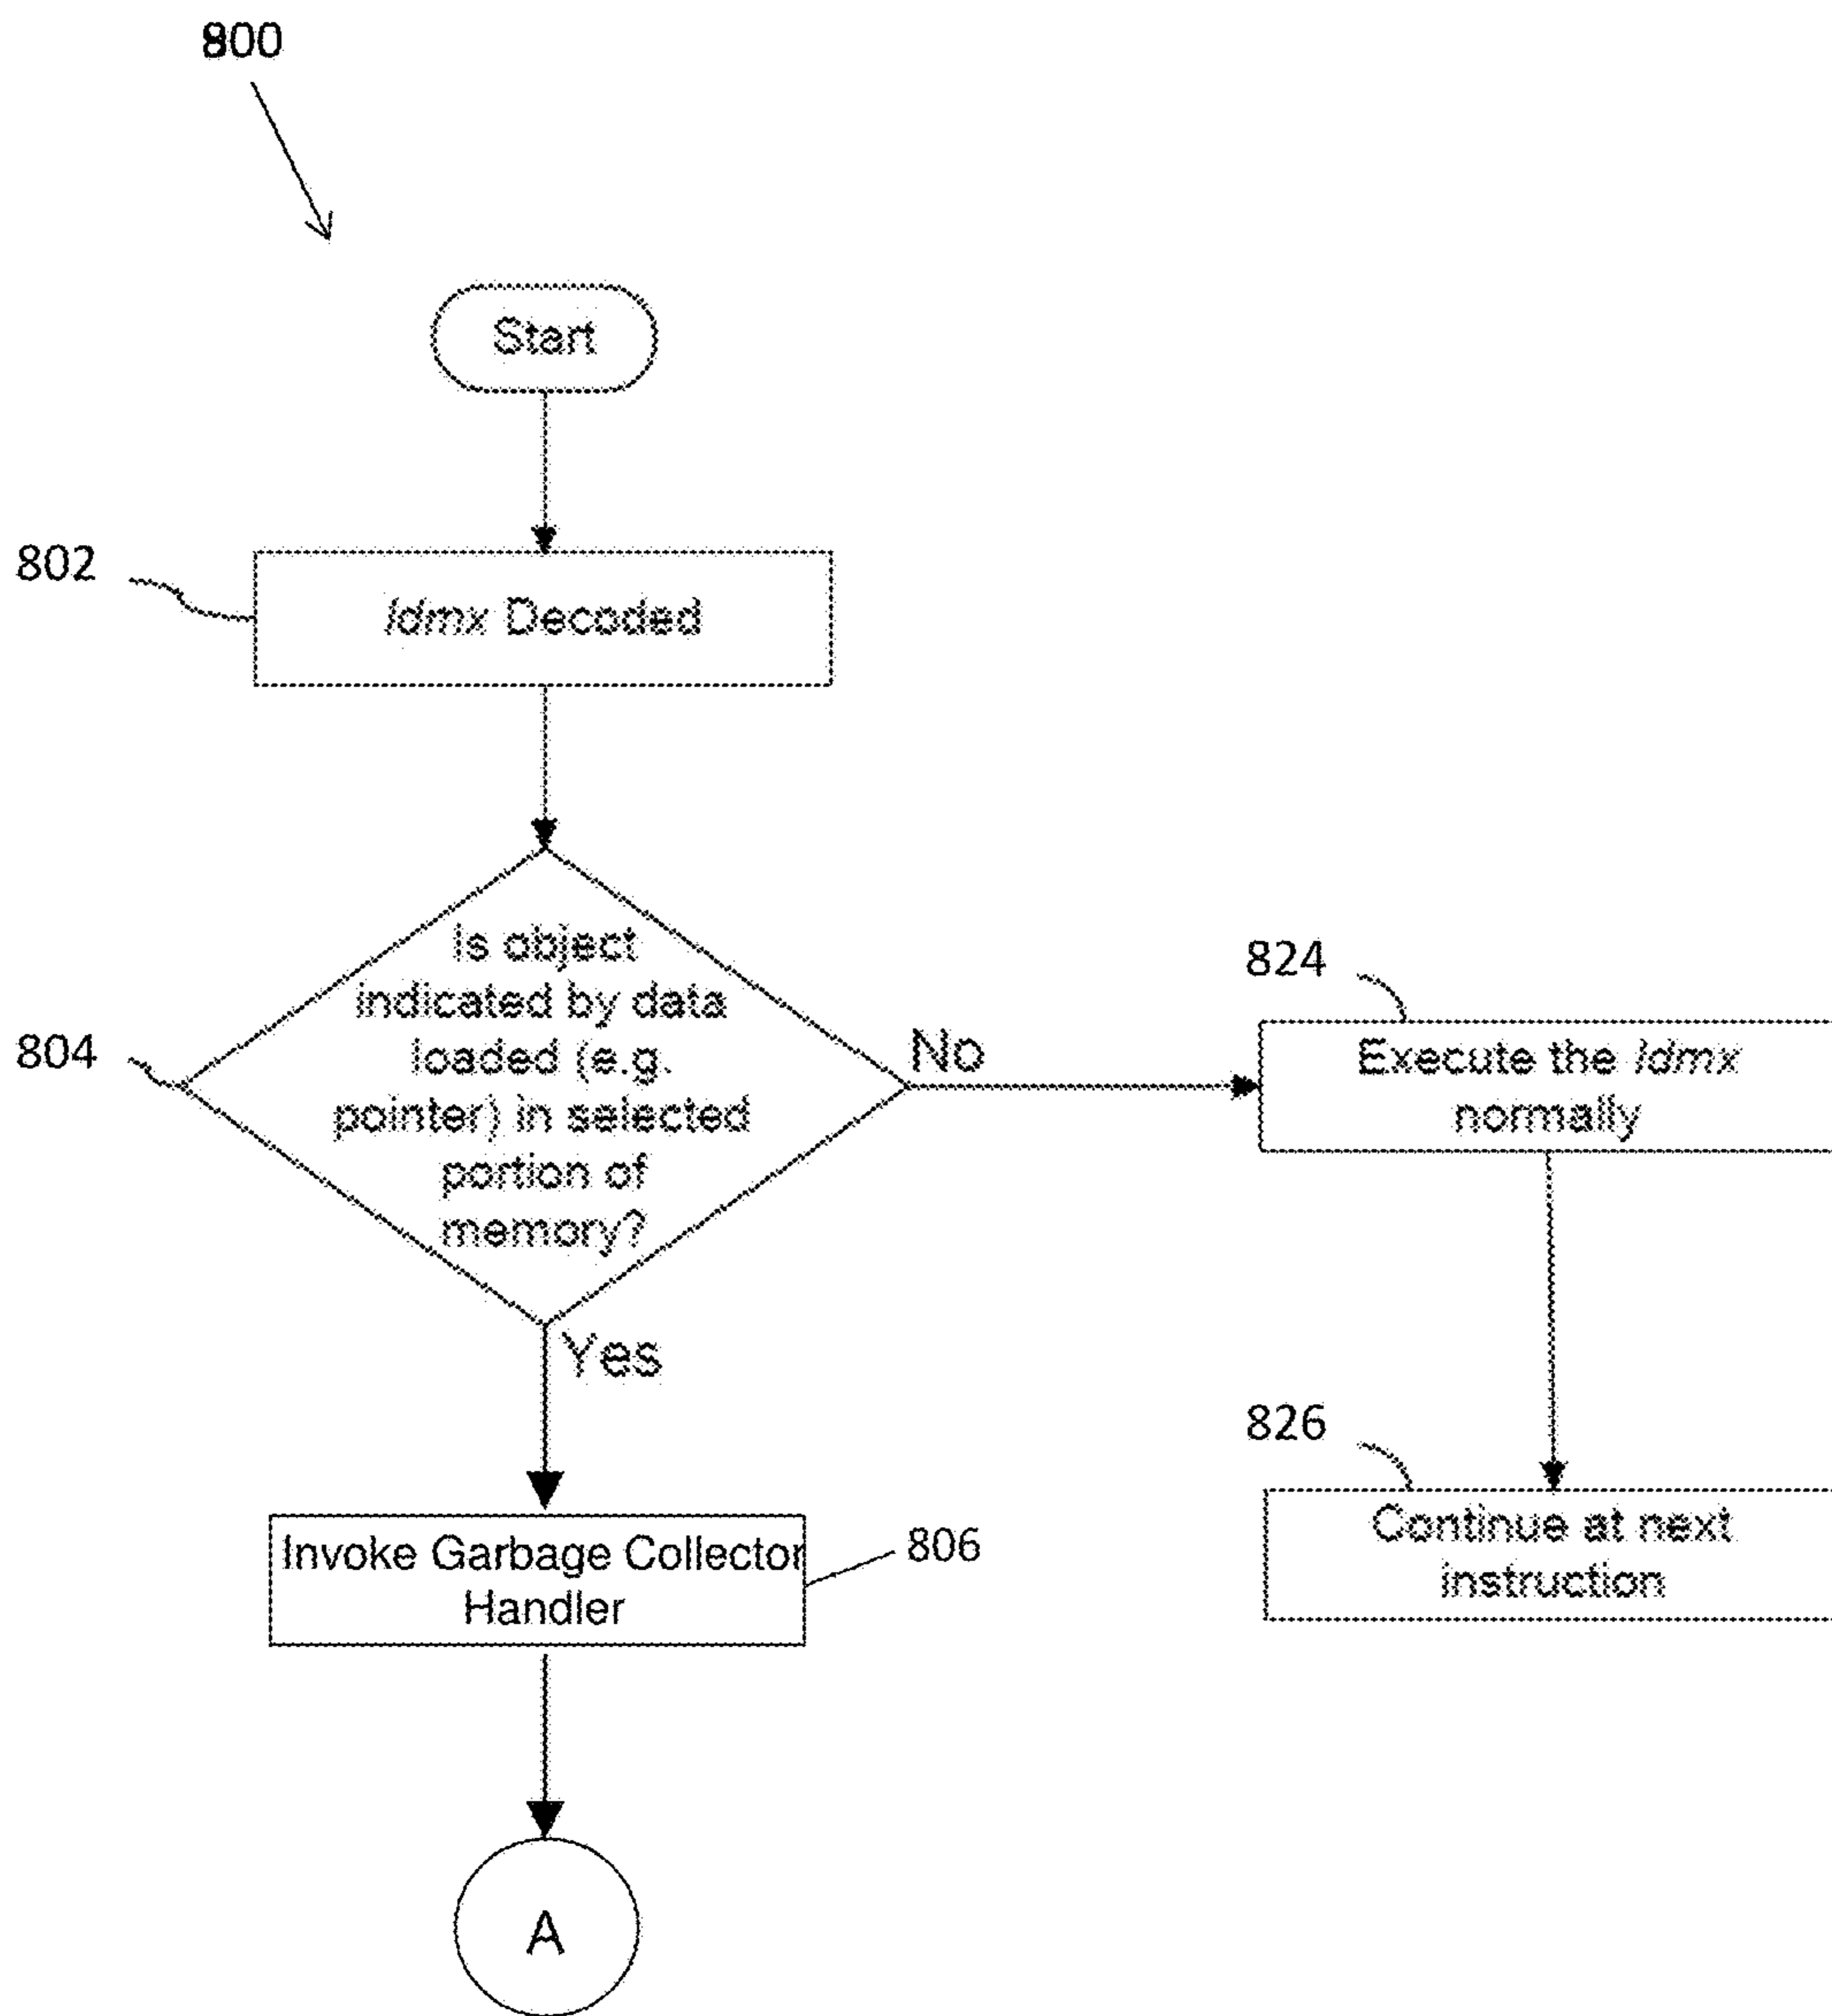 800
Start
802
ldmx Decoded
804
Is object
indicated by data
loaded (e.g.
pointer) in selected
portion of
memory?
No
824
Execute the ldmx
normally
Yes
826
Continue at next
instruction
Invoke Garbage Collector
Handler
806
A